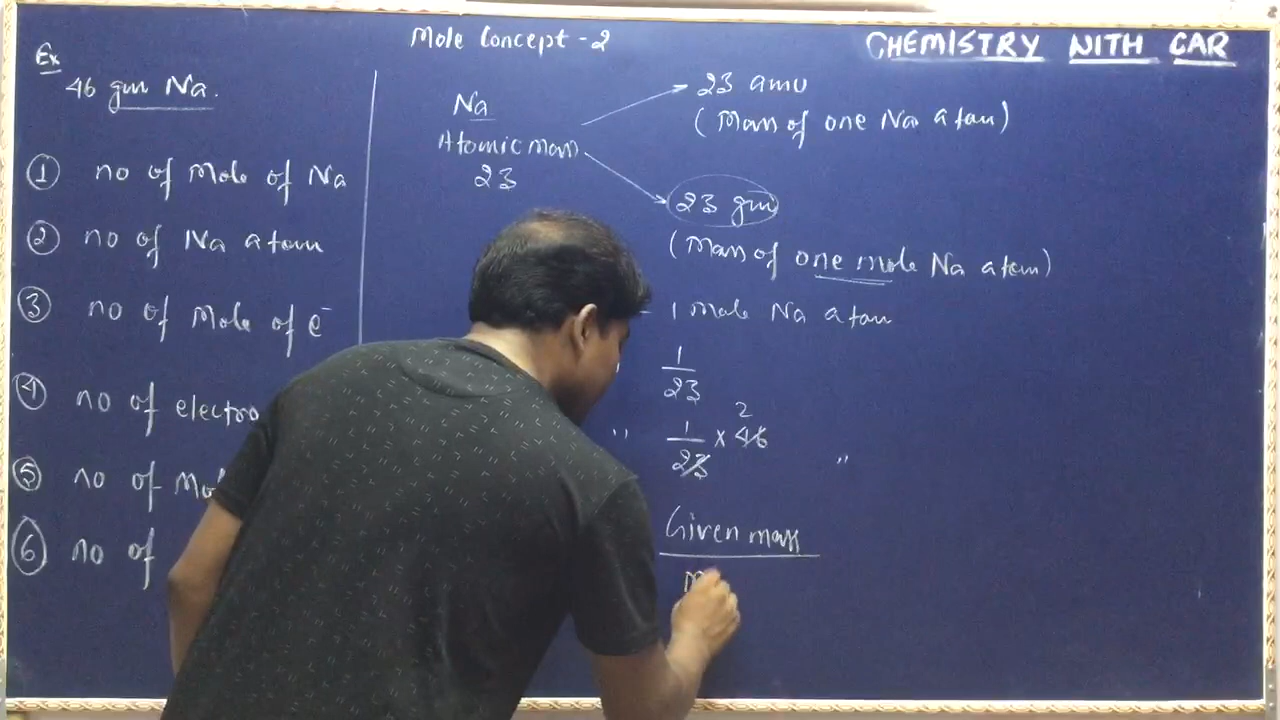 Mole Concept - 2
CHEMISTRY NITH CAR
Ex
46 gm Na.
① no of Mole of Na
② no of Na atom
③ no of Mole of e⁻
④ no of electro
⑤ no of Mo
⑥ no of
Na
Atomic mass
23
23 amu
(Mass of one Na atom)
23 gm
(Mass of one mole Na atom)
- 1 mole Na atom
1
23
" 1 × 46 2
23 "
Given mass
m